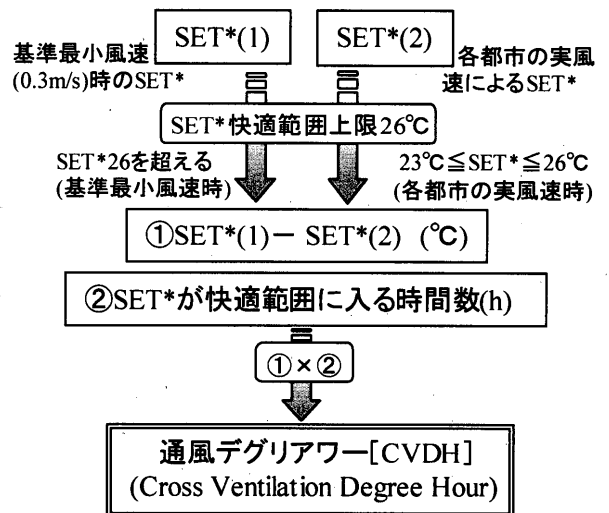 SET*(1)
SET*(2)
基準最小風速
(0.3m/s)時のSET*
各都市の実風
速によるSET*
SET*快適範囲上限26℃
SET*26を超える
(基準最小風速時)
23℃≦SET*≦26℃
(各都市の実風速時)
①SET*(1)－ SET*(2) (℃)
②SET*が快適範囲に入る時間数(h)
①×②
通風デグリアワー[CVDH]
(Cross Ventilation Degree Hour)